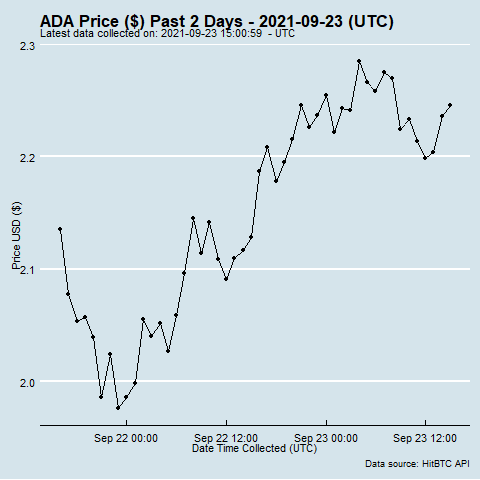 ADA Price ($) Past 2 Days - 2021-09-23 (UTC)
Latest data collected on: 2021-09-23 15:00:59  - UTC
2.3
2.2
2.1
2.0
Price USD ($)
Sep 22 00:00 Sep 22 12:00 Sep 23 00:00 Sep 23 12:00
Date Time Collected (UTC)
Data source: HitBTC API